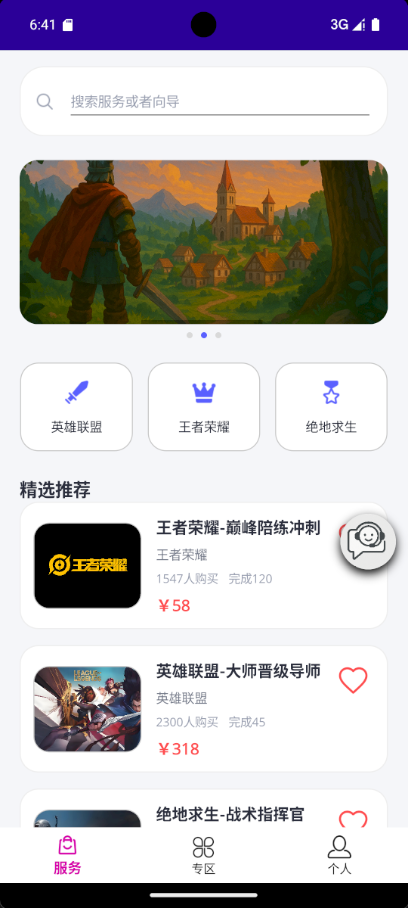 6:41
3G
搜索服务或者向导
英雄联盟
王者荣耀
绝地求生
精选推荐
王者荣耀
王者荣耀-巅峰陪练冲刺
王者荣耀
1547人购买 完成120
￥58
LEAGUE OF LEGENDS
英雄联盟-大师晋级导师
英雄联盟
2300人购买 完成45
￥318
绝地求生-战术指挥官
服务
专区
个人